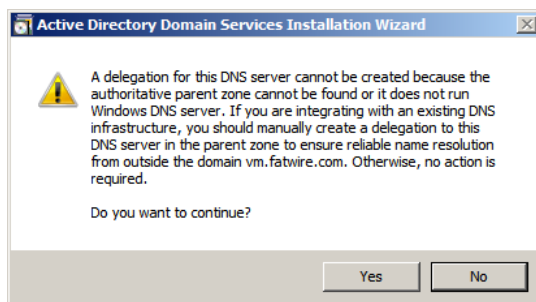 Active Directory Domain Services Installation Wizard
A delegation for this DNS server cannot be created because the
authoritative parent zone cannot be found or it does not run
Windows DNS server. If you are integrating with an existing DNS
infrastructure, you should manually create a delegation to this
DNS server in the parent zone to ensure reliable name resolution
from outside the domain vm.fatwire.com. Otherwise, no action is
required.
Do you want to continue?
Yes No